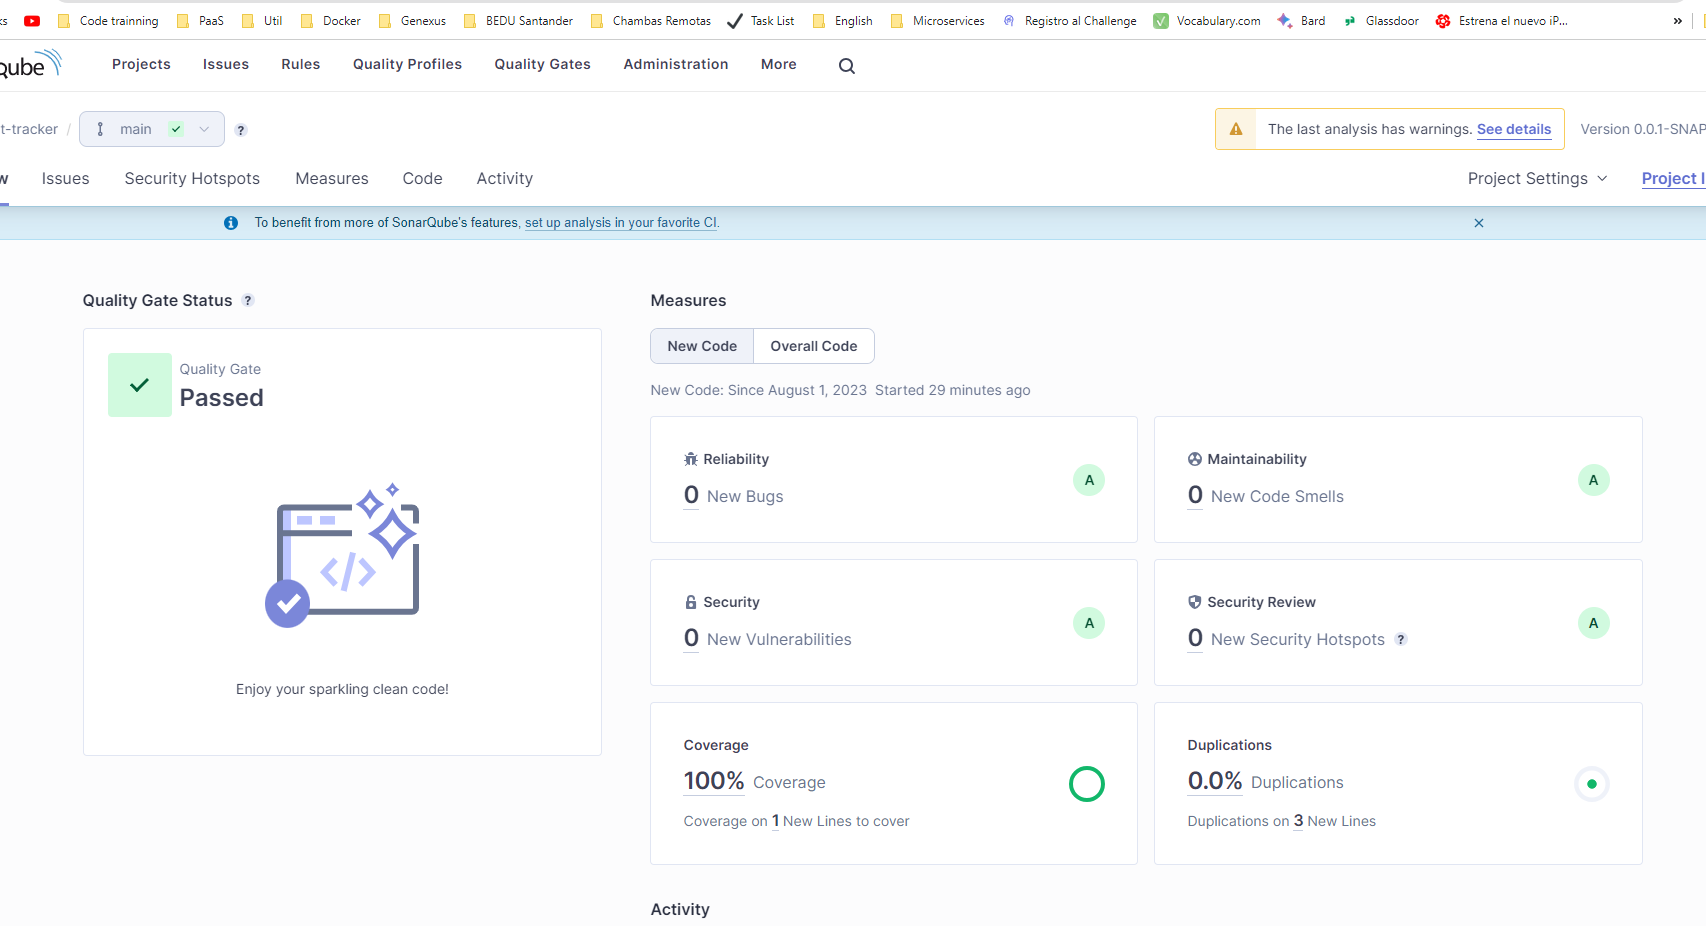 ks Code trainning PaaS Util Docker Genexus BEDU Santander Chambas Remotas Task List English Microservices Registro al Challenge Vocabulary.com Bard Glassdoor Estrena el nuevo iP... »
Qube Projects Issues Rules Quality Profiles Quality Gates Administration More
t-tracker / main ? The last analysis has warnings. See details Version 0.0.1-SNAP
w Issues Security Hotspots Measures Code Activity Project Settings Project I
To benefit from more of SonarQube's features, set up analysis in your favorite CI.
Quality Gate Status ?
Quality Gate
Passed
</>
Enjoy your sparkling clean code!
Measures
New Code Overall Code
New Code: Since August 1, 2023 Started 29 minutes ago
Reliability
0 New Bugs
A
Maintainability
0 New Code Smells
A
Security
0 New Vulnerabilities
A
Security Review
0 New Security Hotspots ?
A
Coverage
100% Coverage
Coverage on 1 New Lines to cover
Duplications
0.0% Duplications
Duplications on 3 New Lines
Activity